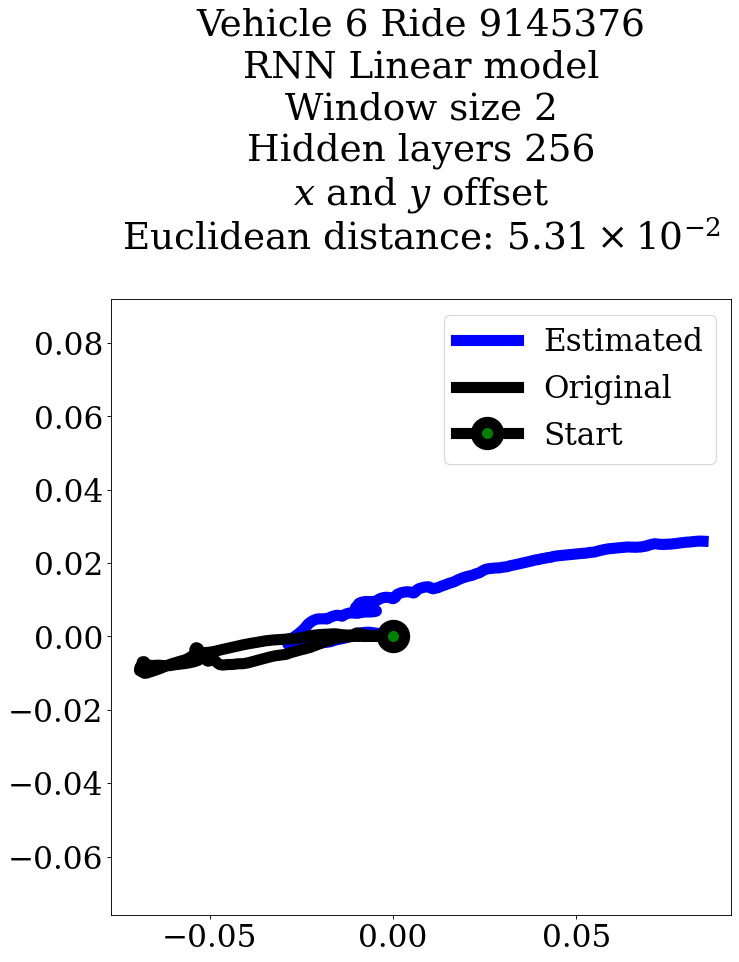 Vehicle 6 Ride 9145376
RNN Linear model
Window size 2
Hidden layers 256
x and y offset
Euclidean distance: 5.31 × 10⁻²
Estimated
Original
Start
0.08
0.06
0.04
0.02
0.00
−0.02
−0.04
−0.06
−0.05 0.00 0.05